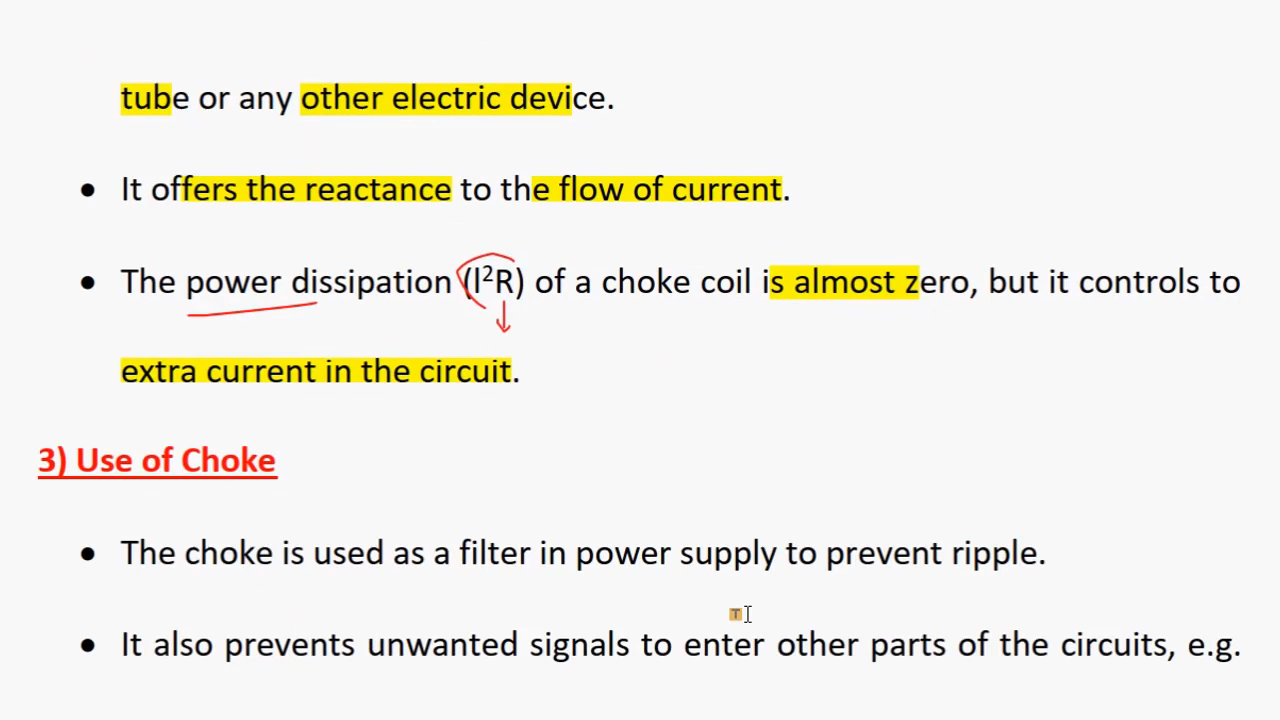 tube or any other electric device.
• It offers the reactance to the flow of current.
• The power dissipation (I²R) of a choke coil is almost zero, but it controls to
extra current in the circuit.
3) Use of Choke
• The choke is used as a filter in power supply to prevent ripple.
T
• It also prevents unwanted signals to enter other parts of the circuits, e.g.